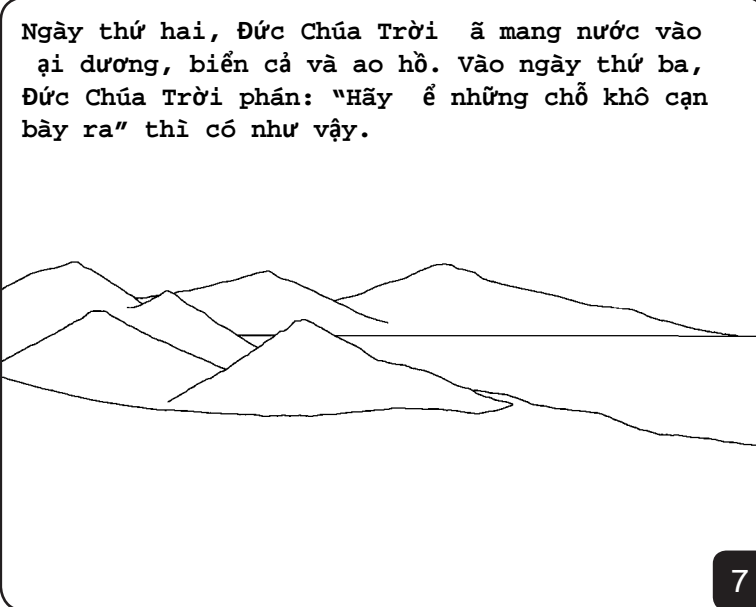 Ngày thứ hai, Đức Chúa Trời ã mang nước vào
ại dương, biển cả và ao hồ. Vào ngày thứ ba,
Đức Chúa Trời phán: “Hãy ể những chỗ khô cạn
bày ra” thì có như vậy.
7